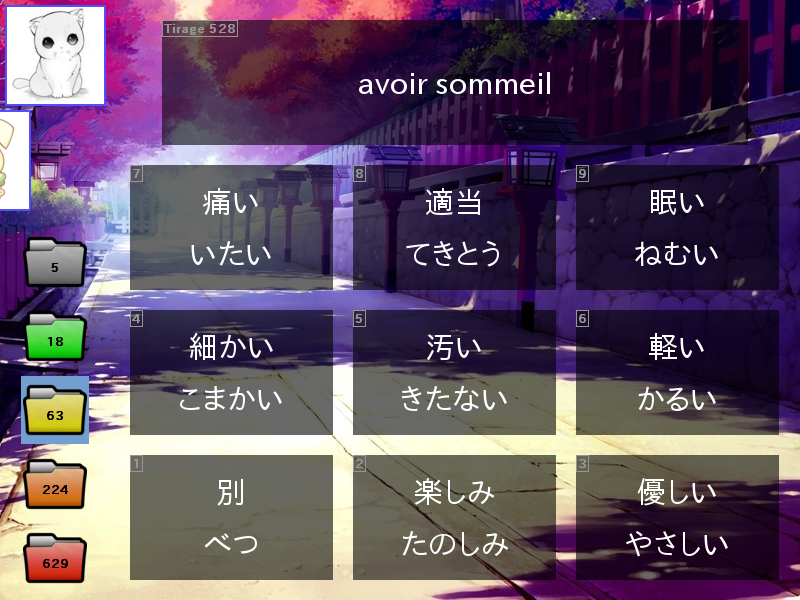 Tirage 528
avoir sommeil
7
痛い
いたい
8
適当
てきとう
9
眠い
ねむい
4
細かい
こまかい
5
汚い
きたない
6
軽い
かるい
1
別
べつ
2
楽しみ
たのしみ
3
優しい
やさしい
5
18
63
224
629